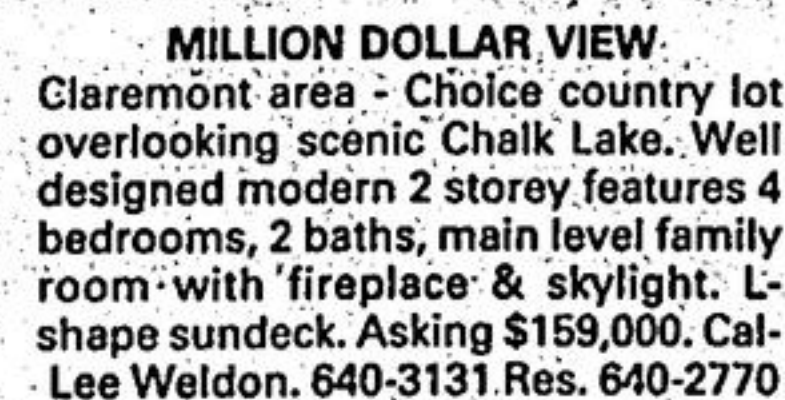 MILLION DOLLAR VIEW
Claremont area - Choice country lot
overlooking scenic Chalk Lake. Well
designed modern 2 storey features 4
bedrooms, 2 baths, main level family
room with fireplace & skylight. L-
shape sundeck. Asking $159,000. Cal-
Lee Weldon. 640-3131 Res. 640-2770